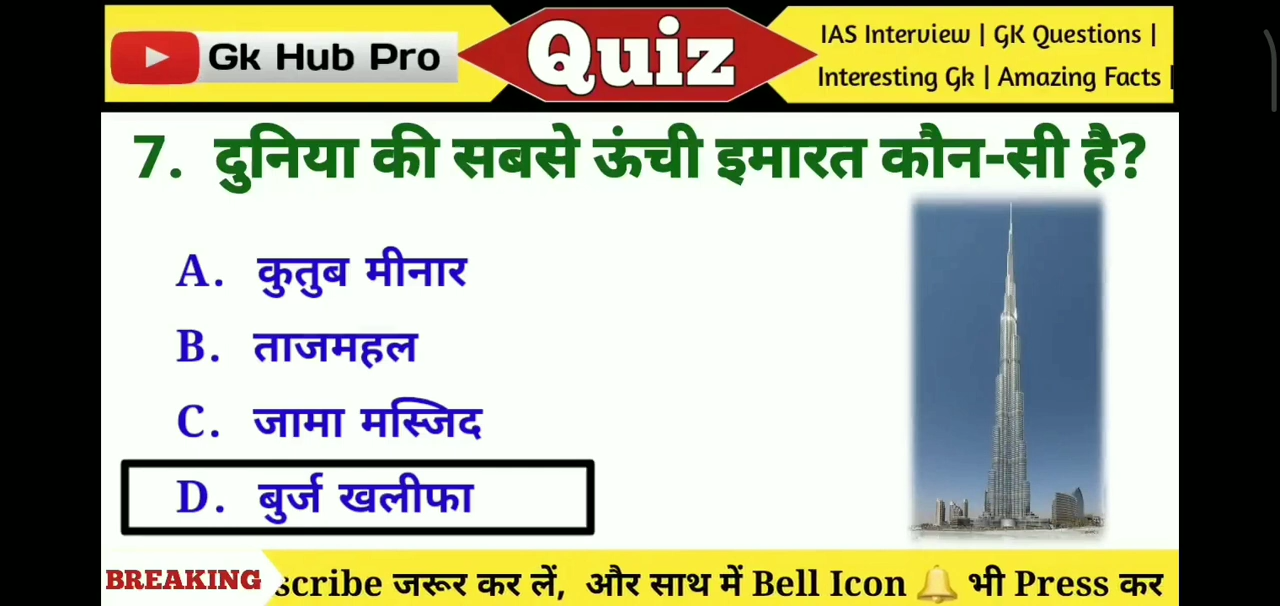 Gk Hub Pro
Quiz
IAS Interview | GK Questions |
Interesting Gk | Amazing Facts |
7. दुनिया की सबसे ऊंची इमारत कौन-सी है?
A. कुतुब मीनार
B. ताजमहल
C. जामा मस्जिद
D. बुर्ज खलीफा
BREAKING
scribe जरूर कर लें, और साथ में Bell Icon 🔔 भी Press कर